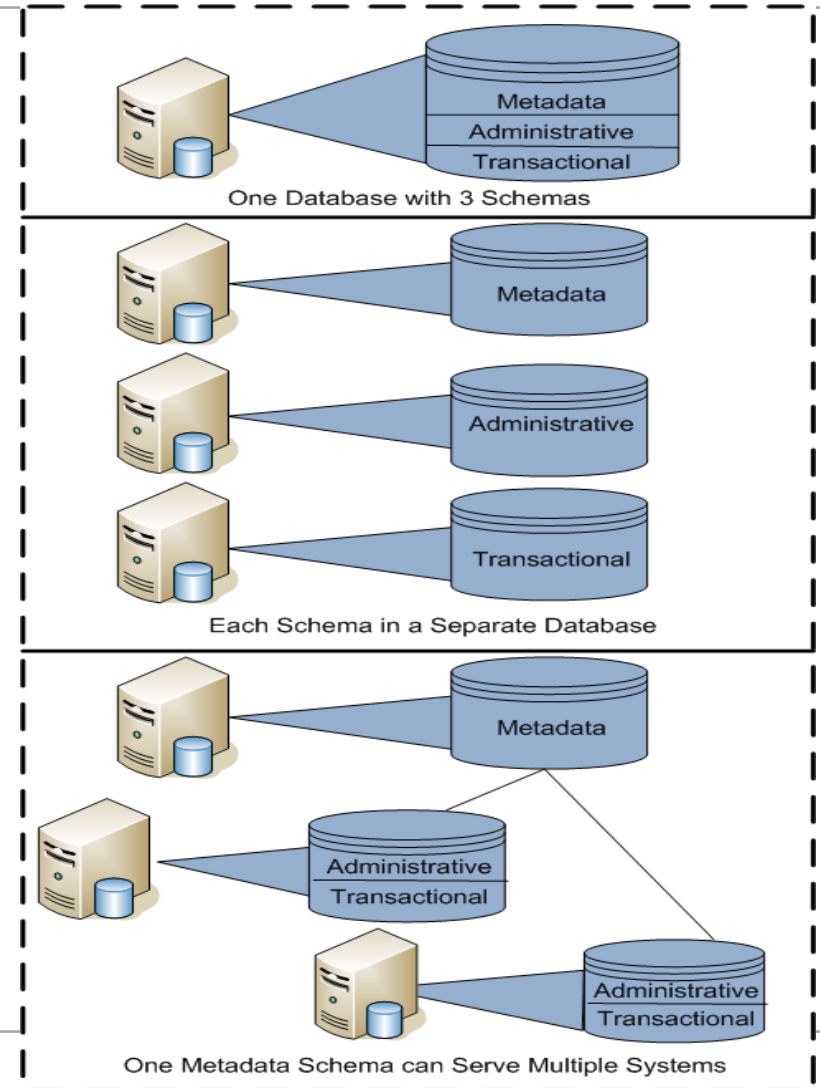 Metadata
Administrative
Transactional
One Database with 3 Schemas
Metadata
Administrative
Transactional
Each Schema in a Separate Database
Metadata
Administrative
Transactional
Administrative
Transactional
One Metadata Schema can Serve Multiple Systems